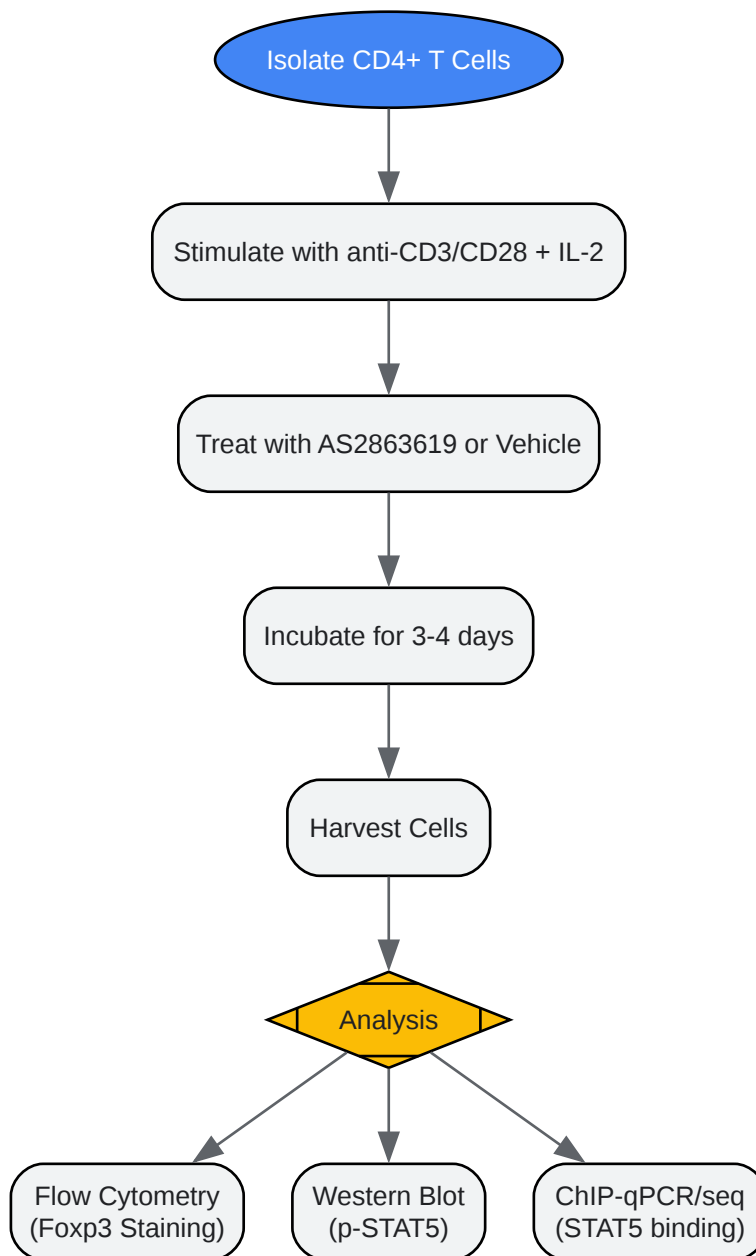 Isolate CD4+ T Cells
Stimulate with anti-CD3/CD28 + IL-2
Treat with AS2863619 or Vehicle
Incubate for 3-4 days
Harvest Cells
Analysis
Flow Cytometry
(Foxp3 Staining)
Western Blot
(p-STAT5)
ChIP-qPCR/seq
(STAT5 binding)